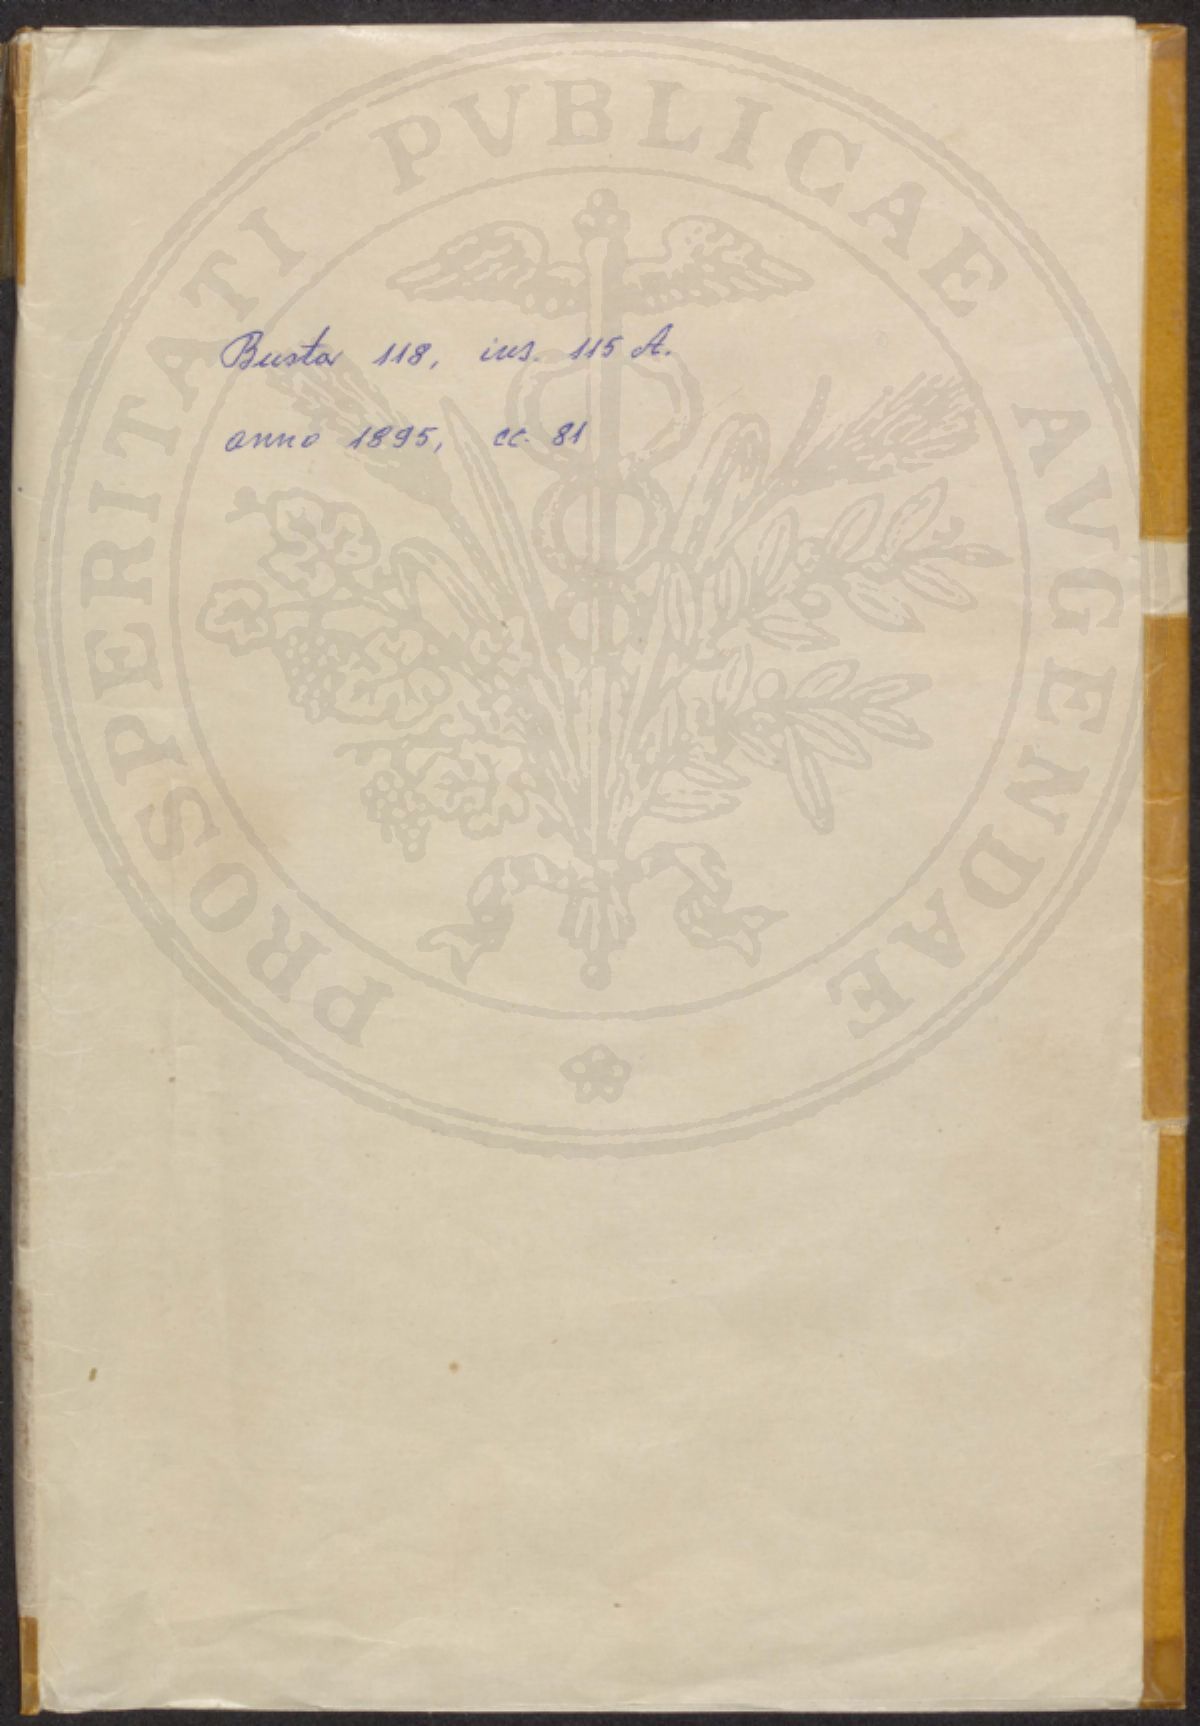 PROSPERITATI PVBLICAE AVGENDAE
Busta 118, ins. 115 A.
anno 1895, cc. 81